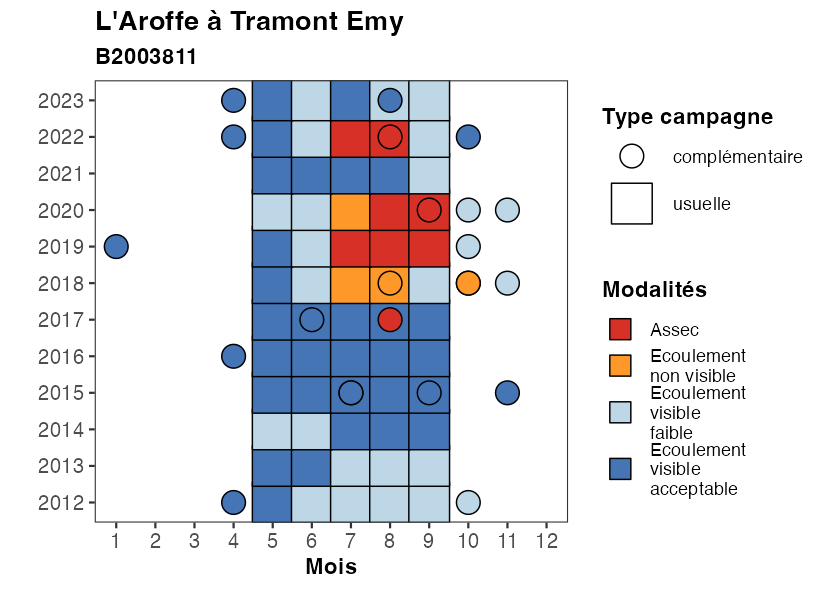 L'Aroffe à Tramont Emy
B2003811
2023
2022
2021
2020
2019
2018
2017
2016
2015
2014
2013
2012
1 2 3 4 5 6 7 8 9 10 11 12
Mois
Type campagne
complémentaire
usuelle
Modalités
Assec
Ecoulement
non visible
Ecoulement
visible
faible
Ecoulement
visible
acceptable